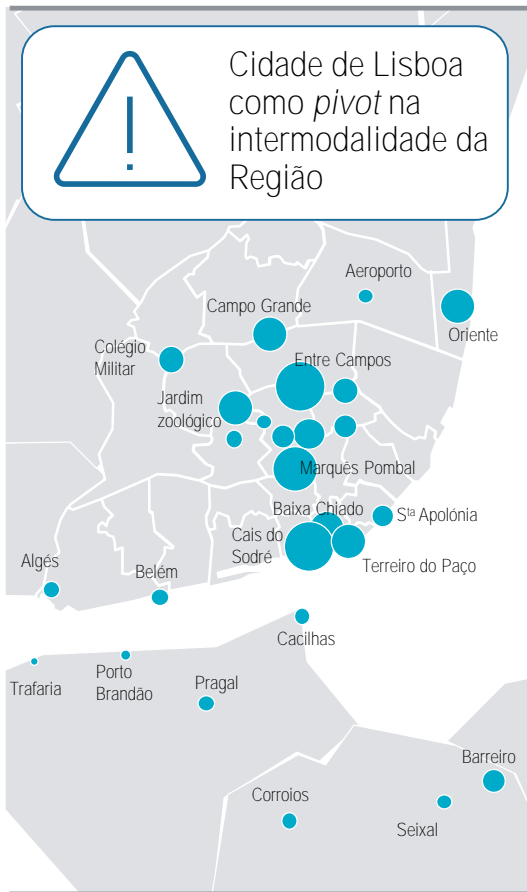 Cidade de Lisboa
como pivot na
intermodalidade da
Região
Aeroporto
Campo Grande
Oriente
Colégio
Militar
Entre Campos
Jardim
zoológico
Marquês Pombal
Baixa Chiado
Sta Apolónia
Cais do
Sodré
Terreiro do Paço
Algés
Belém
Cacilhas
Trafaria
Porto
Brandão
Pragal
Barreiro
Corroios
Seixal